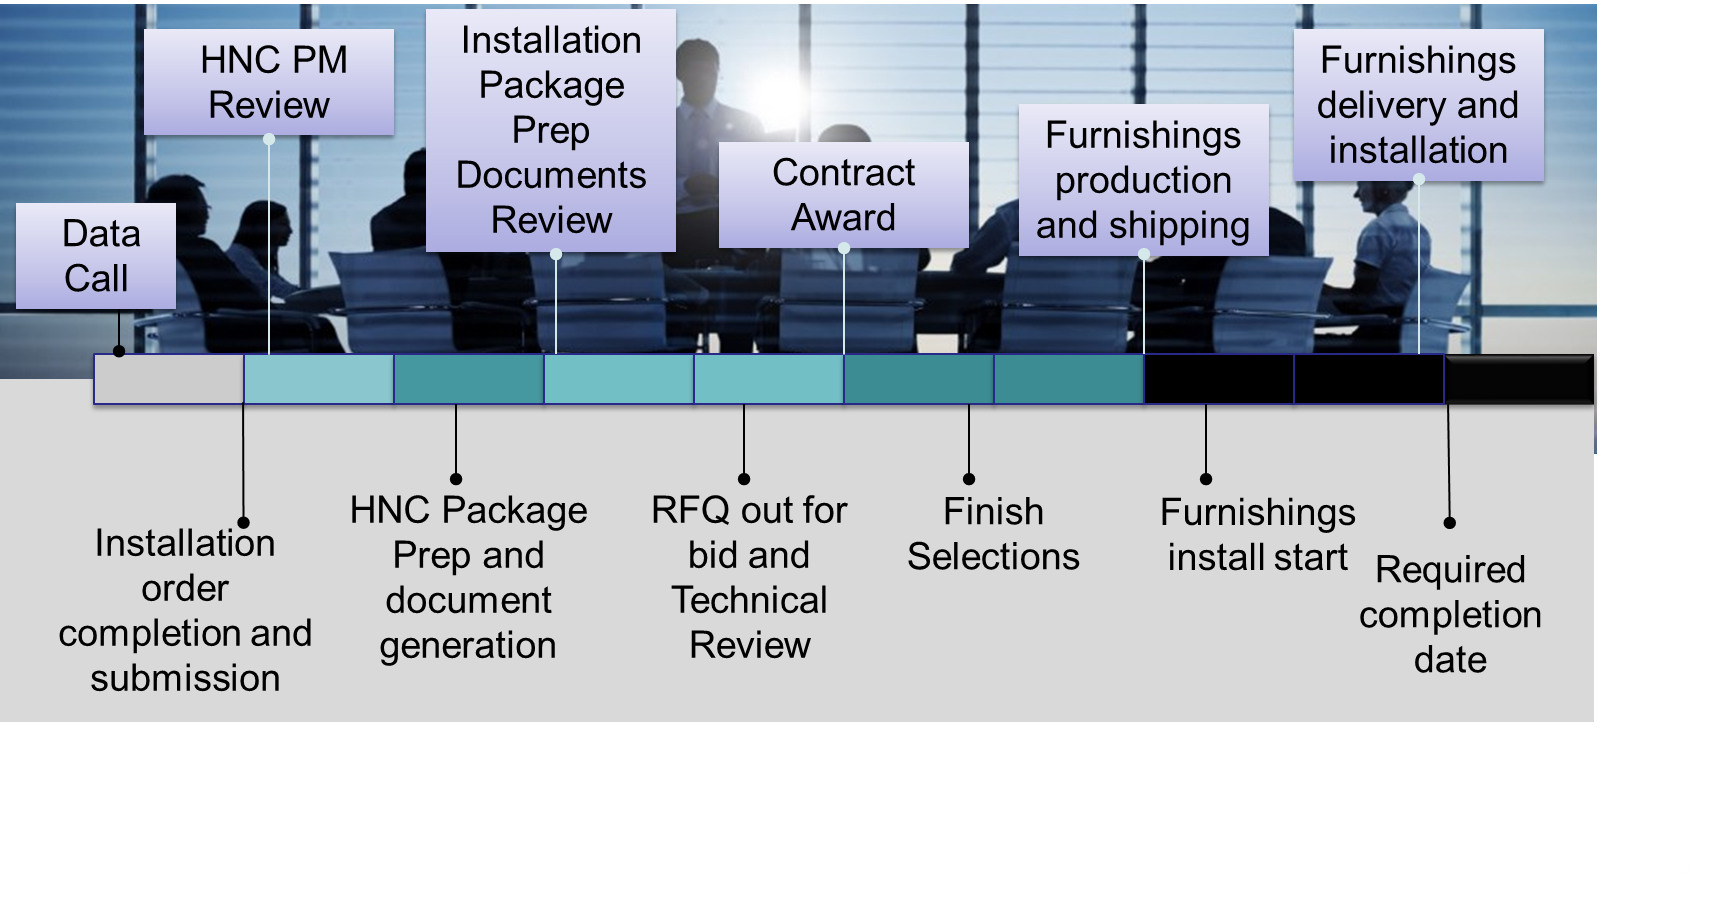 Data
Call
HNC PM
Review
Installation
Package
Prep
Documents
Review
Contract
Award
Furnishings
production
and shipping
Furnishings
delivery and
installation
Installation
order
completion and
submission
HNC Package
Prep and
document
generation
RFQ out for
bid and
Technical
Review
Finish
Selections
Furnishings
install start
Required
completion
date